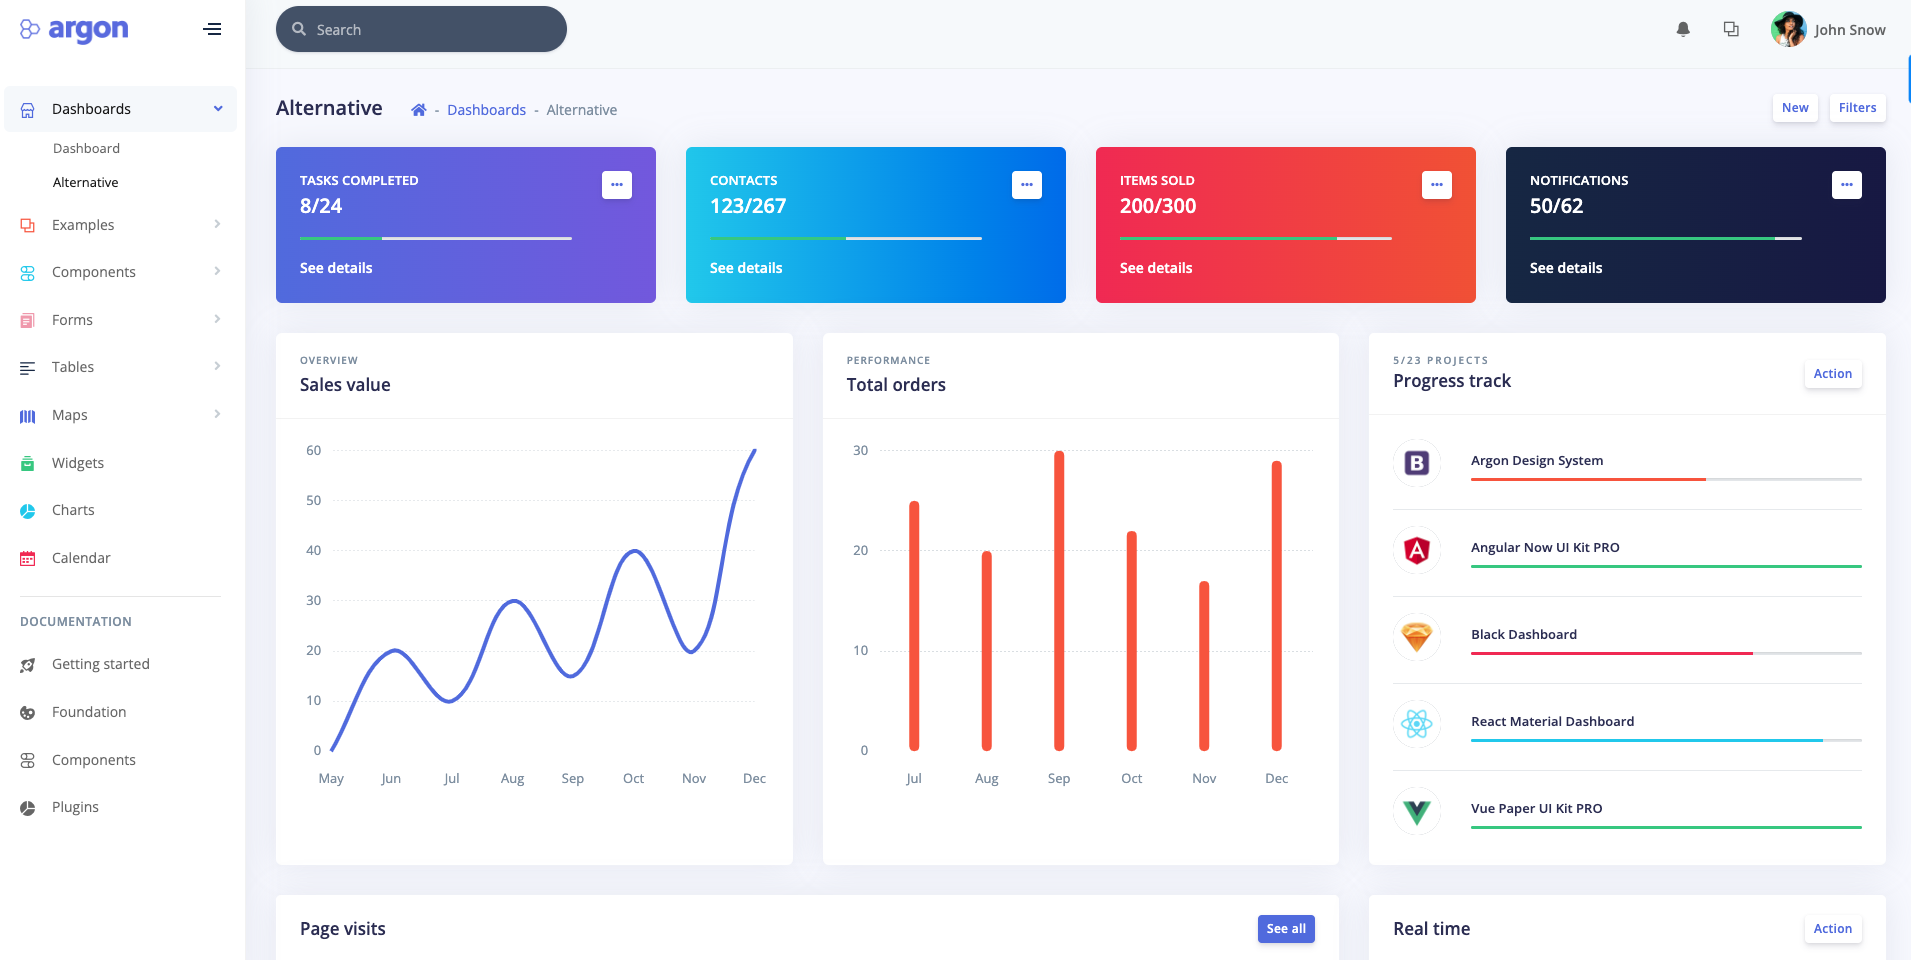 argon
Search
John Snow
Dashboards
Dashboard
Alternative
Examples
Components
Forms
Tables
Maps
Widgets
Charts
Calendar
DOCUMENTATION
Getting started
Foundation
Components
Plugins
Alternative
- Dashboards - Alternative
New
Filters
TASKS COMPLETED
8/24
See details
CONTACTS
123/267
See details
ITEMS SOLD
200/300
See details
NOTIFICATIONS
50/62
See details
OVERVIEW
Sales value
60
50
40
30
20
10
0
May Jun Jul Aug Sep Oct Nov Dec
PERFORMANCE
Total orders
30
20
10
0
Jul Aug Sep Oct Nov Dec
5/23 PROJECTS
Progress track
Action
B
Argon Design System
A
Angular Now UI Kit PRO
Black Dashboard
React Material Dashboard
Vue Paper UI Kit PRO
Page visits
See all
Real time
Action